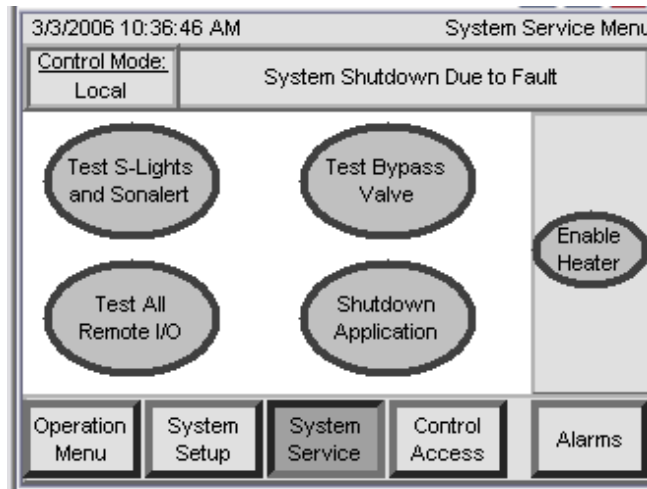 3/3/2006 10:36:46 AM
System Service Menu
Control Mode:
Local
System Shutdown Due to Fault
Test S-Lights
and Sonalert
Test Bypass
Valve
Enable
Heater
Test All
Remote I/O
Shutdown
Application
Operation
Menu
System
Setup
System
Service
Control
Access
Alarms